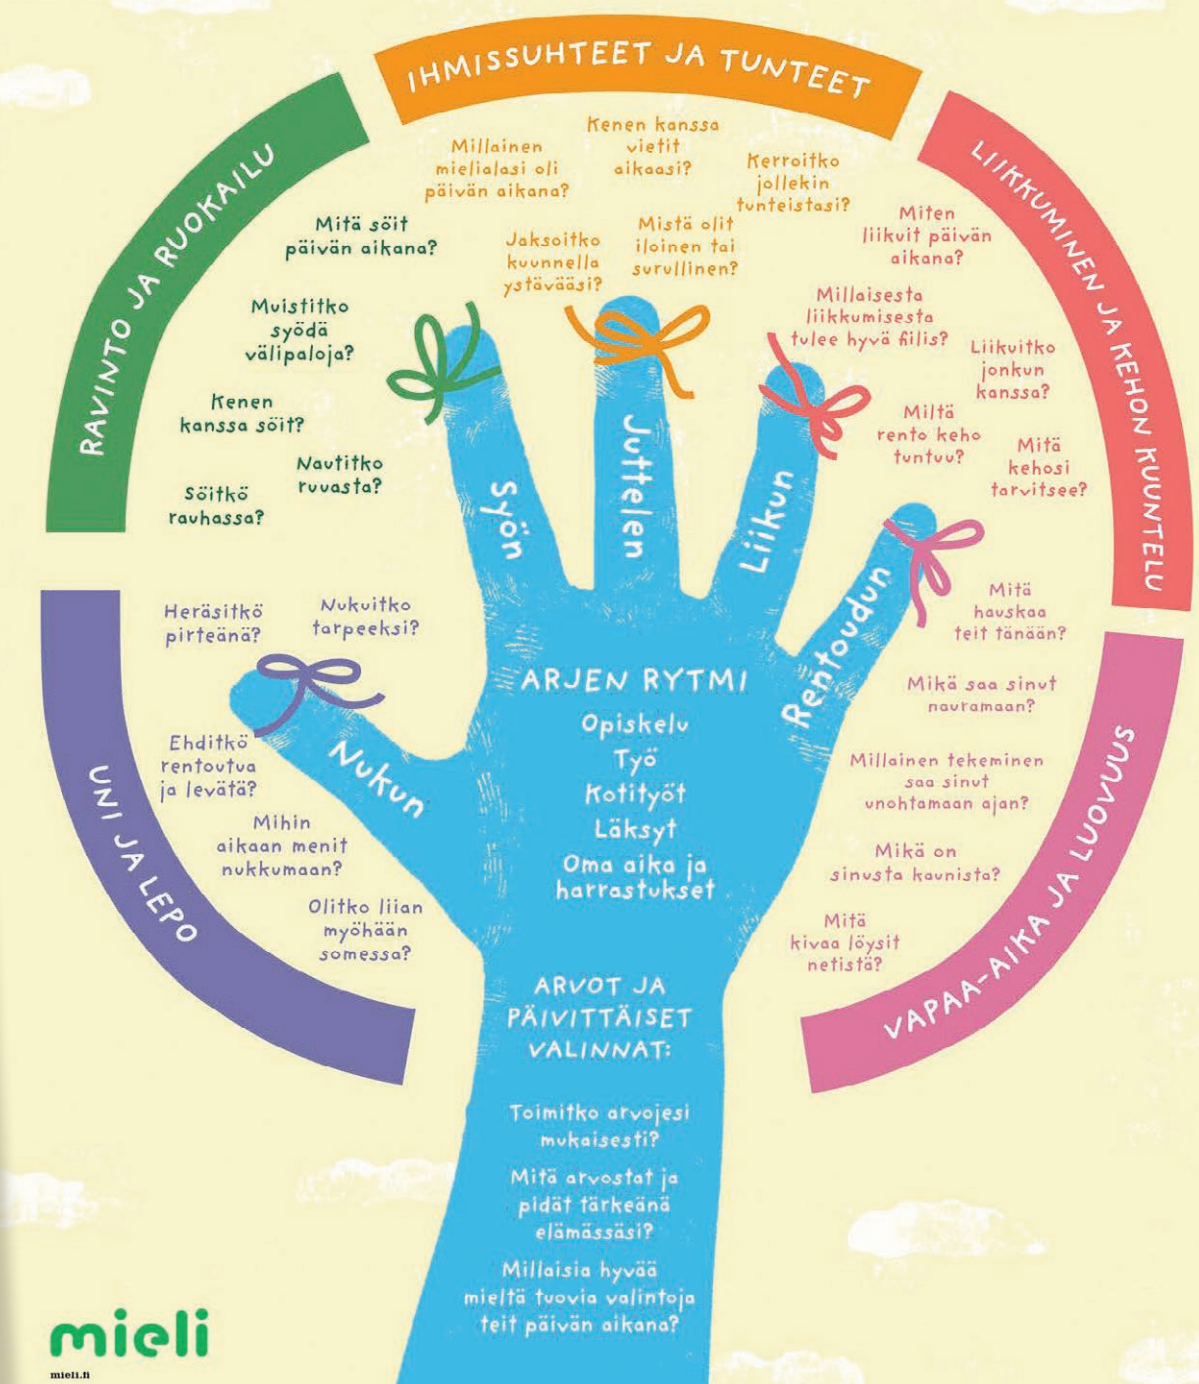 IHMISSUHTEET JA TUNTEET
Millainen
mielialasi oli
päivän aikana?
Kenen kanssa
vietit
aikaasi?
Kerroitko
jollekin
tunteistasi?
Jaksoitko
kuunnella
ystävääsi?
Mistä olit
iloinen tai
surullinen?
RAVINTO JA RUOKAILU
Mitä söit
päivän aikana?
Muistitko
syödä
välipaloja?
Kenen
kanssa söit?
Nautitko
ruuasta?
Söitkö
rauhassa?
LIIKKUMINEN JA KEHON KUUNTELU
Miten
liikuit päivän
aikana?
Millaisesta
liikkumisesta
tulee hyvä fiilis?
Liikuitko
jonkun
kanssa?
Miltä
rento keho
tuntuu?
Mitä
kehosi
tarvitsee?
UNI JA LEPO
Heräsitkö
pirteänä?
Nukuitko
tarpeeksi?
Ehditkö
rentoutua
ja levätä?
Mihin
aikaan menit
nukkumaan?
Olitko liian
myöhään
somessa?
VAPAA-AIKA JA LUOVUUS
Mitä
hauskaa
teit tänään?
Mikä saa sinut
nauramaan?
Millainen tekeminen
saa sinut
unohtamaan ajan?
Mikä on
sinusta kaunista?
Mitä
kivaa löysit
netistä?
Nukun
Syön
Juttelen
Liikun
Rentoudun
ARJEN RYTMI
Opiskelu
Työ
Kotityöt
Läksyt
Oma aika ja
harrastukset
ARVOT JA
PÄIVITTÄISET
VALINNAT:
Toimitko arvojesi
mukaisesti?
Mitä arvostat ja
pidät tärkeänä
elämässäsi?
Millaisia hyvää
mieltä tuovia valintoja
teit päivän aikana?
mieli
mieli.fi